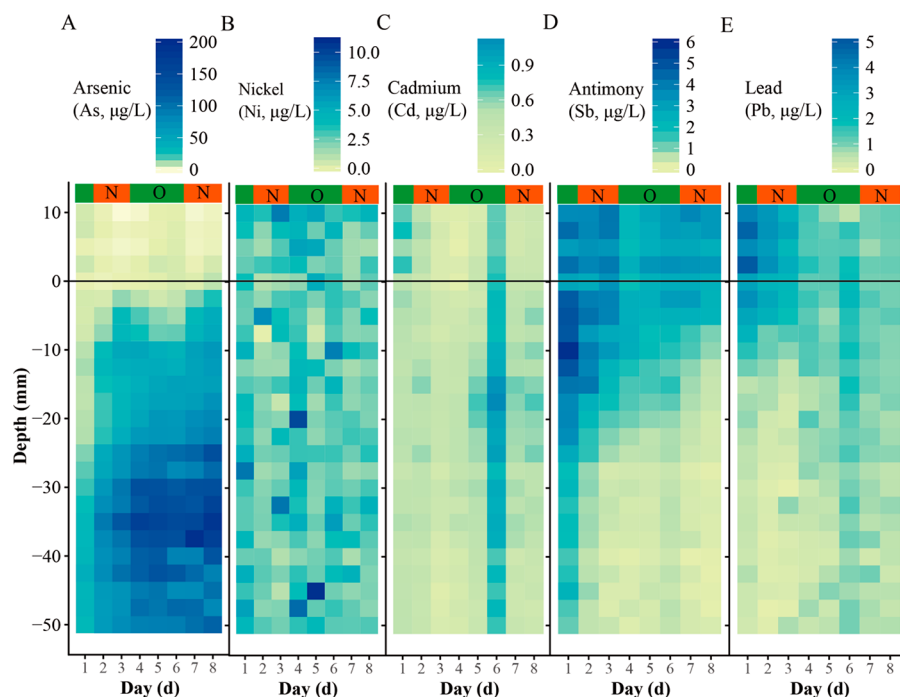 A
B
C
D
E
Arsenic
(As, µg/L)
200
150
100
50
0
Nickel
(Ni, µg/L)
10.0
7.5
5.0
2.5
0.0
Cadmium
(Cd, µg/L)
0.9
0.6
0.3
0.0
Antimony
(Sb, µg/L)
6
5
4
3
2
1
0
Lead
(Pb, µg/L)
5
4
3
2
1
0
N O N
N O N
N O N
N O N
N O N
Depth (mm)
10
0
−10
−20
−30
−40
−50
1 2 3 4 5 6 7 8
1 2 3 4 5 6 7 8
1 2 3 4 5 6 7 8
1 2 3 4 5 6 7 8
1 2 3 4 5 6 7 8
Day (d)
Day (d)
Day (d)
Day (d)
Day (d)